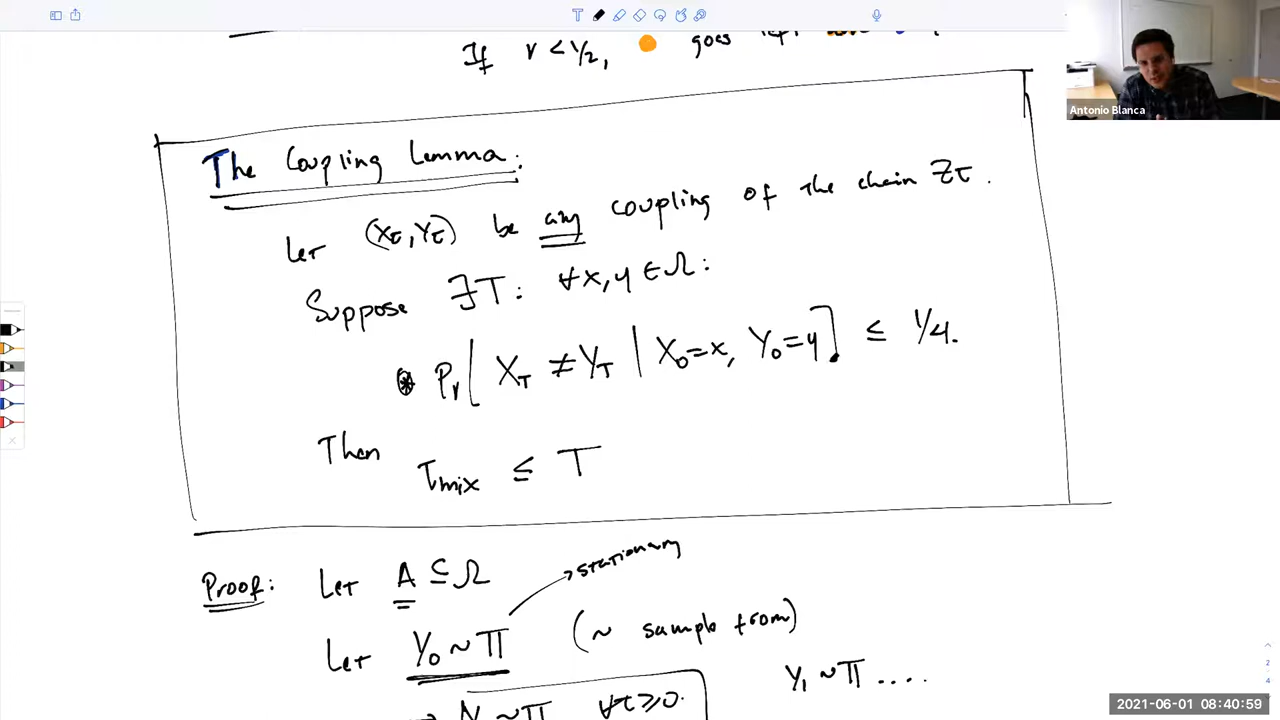 If r < 1/2, goes left
Antonio Blanca
The Coupling Lemma:
Let (Xt, Yt) be any coupling of the chain Zt.
Suppose ∃T: ∀x, y ∈ Ω:
⊛ Pr[ XT ≠ YT | X0=x, Y0=y ] ≤ 1/4.
Then
τmix ≤ T
Proof: Let A ⊆ Ω
stationary
Let Y0 ~ π (~ sample from)
Y1 ~ π ....
~ π ∀t≥0.
2021-06-01 08:40:59